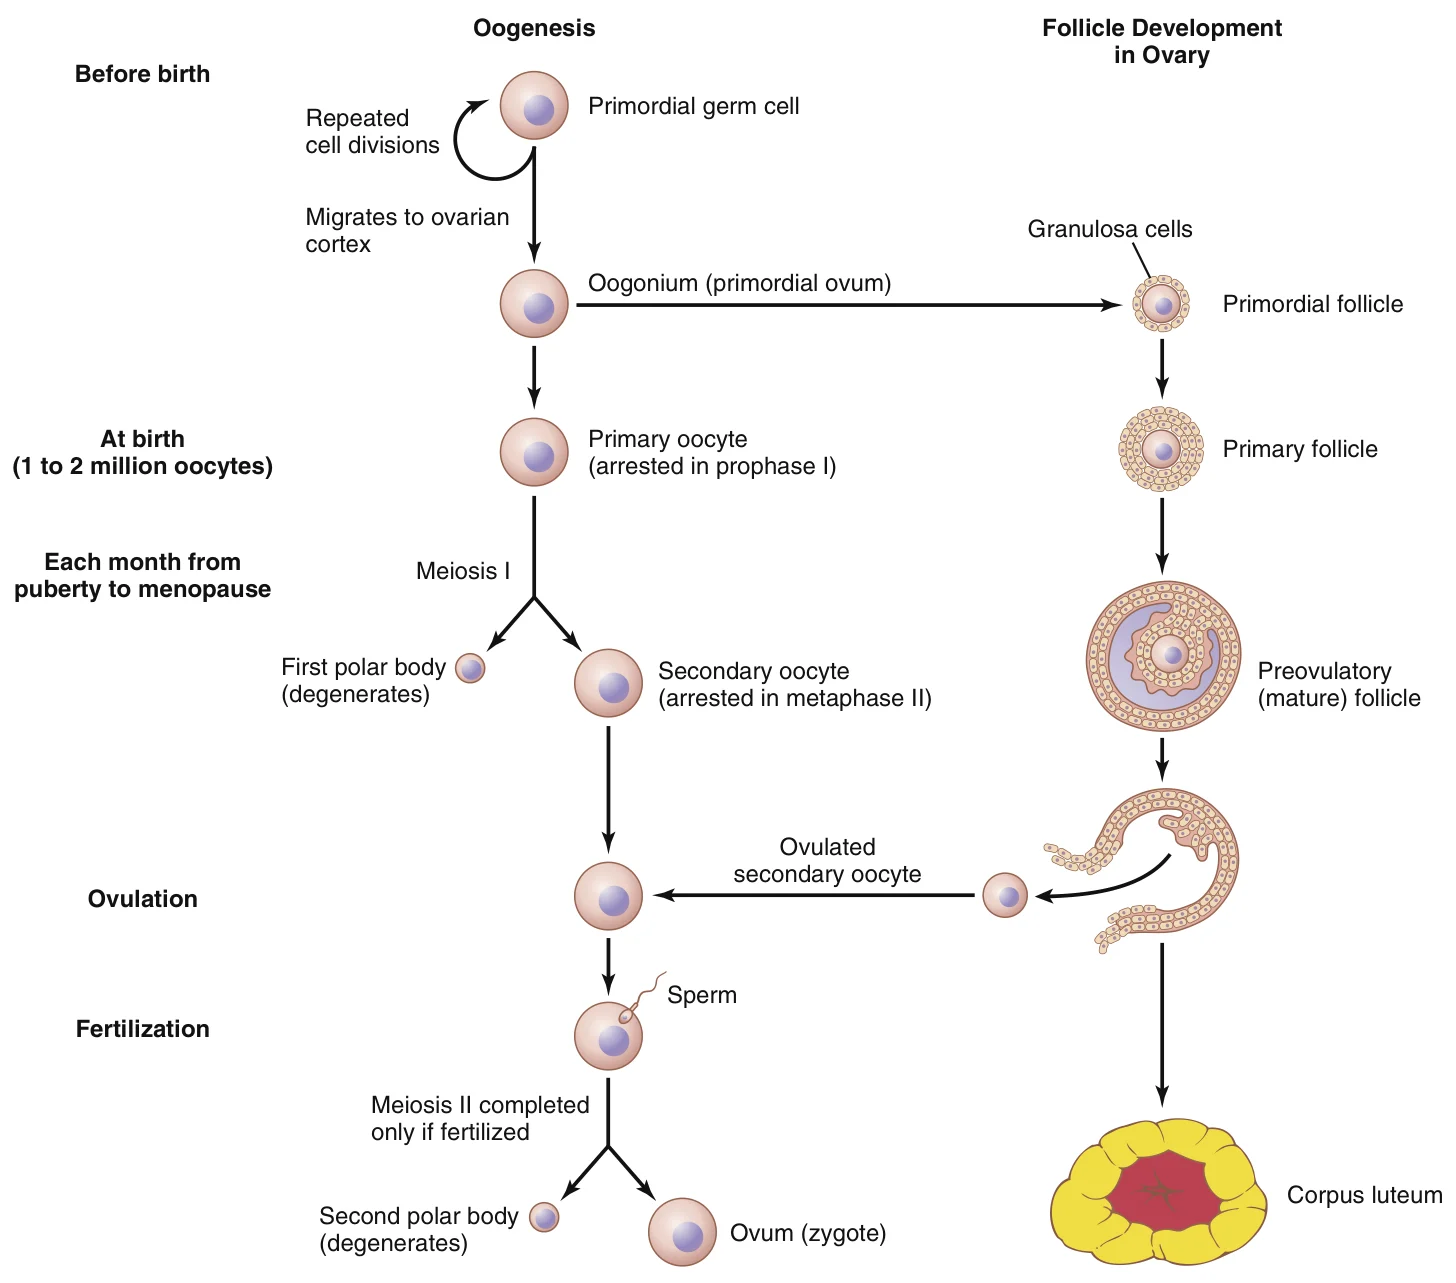 Oogenesis
Follicle Development
in Ovary
Before birth
Primordial germ cell
Repeated
cell divisions
Migrates to ovarian
cortex
Granulosa cells
Oogonium (primordial ovum)
Primordial follicle
At birth
(1 to 2 million oocytes)
Primary oocyte
(arrested in prophase I)
Primary follicle
Each month from
puberty to menopause
Meiosis I
First polar body
(degenerates)
Secondary oocyte
(arrested in metaphase II)
Preovulatory
(mature) follicle
Ovulated
secondary oocyte
Ovulation
Sperm
Fertilization
Meiosis II completed
only if fertilized
Second polar body
(degenerates)
Ovum (zygote)
Corpus luteum